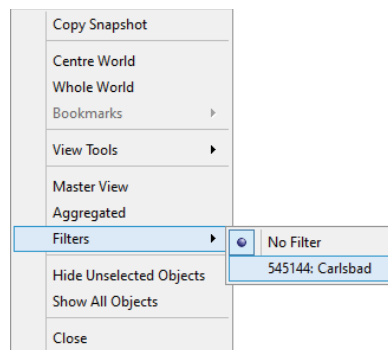 Copy Snapshot
Centre World
Whole World
Bookmarks
View Tools
Master View
Aggregated
Filters
No Filter
545144: Carlsbad
Hide Unselected Objects
Show All Objects
Close